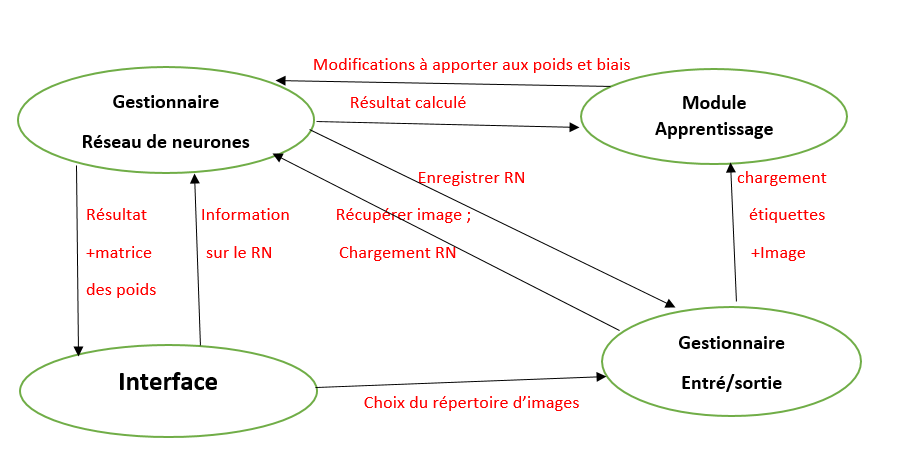 Modifications à apporter aux poids et biais
Gestionnaire
Réseau de neurones
Résultat calculé
Module
Apprentissage
Enregistrer RN
chargement
étiquettes
+Image
Résultat
+matrice
des poids
Information
sur le RN
Récupérer image ;
Chargement RN
Gestionnaire
Entré/sortie
Interface
Choix du répertoire d’images